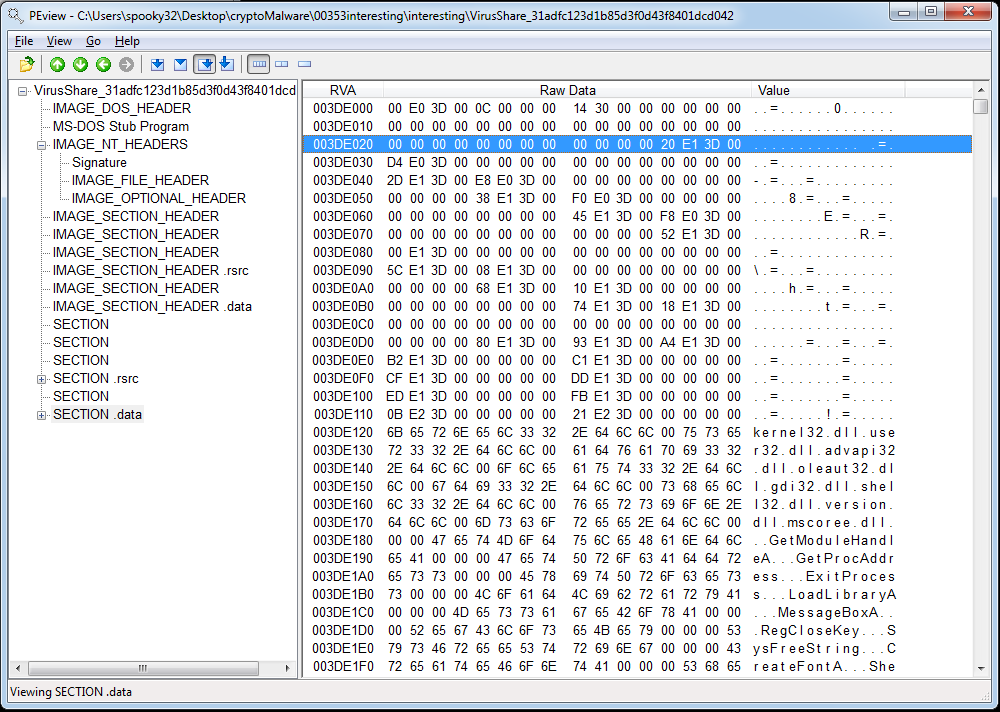 PEview - C:\Users\spooky32\Desktop\cryptoMalware\00353interesting\interesting\VirusShare_31adfc123d1b85d3f0d43f8401dcd042
File View Go Help
VirusShare_31adfc123d1b85d3f0d43f8401dcd
IMAGE_DOS_HEADER
MS-DOS Stub Program
IMAGE_NT_HEADERS
Signature
IMAGE_FILE_HEADER
IMAGE_OPTIONAL_HEADER
IMAGE_SECTION_HEADER
IMAGE_SECTION_HEADER
IMAGE_SECTION_HEADER
IMAGE_SECTION_HEADER .rsrc
IMAGE_SECTION_HEADER
IMAGE_SECTION_HEADER .data
SECTION
SECTION
SECTION
SECTION .rsrc
SECTION
SECTION .data
RVA Raw Data Value
003DE000 00 E0 3D 00 0C 00 00 00 14 30 00 00 00 00 00 00 ..=......0......
003DE010 00 00 00 00 00 00 00 00 00 00 00 00 00 00 00 00 ................
003DE020 00 00 00 00 00 00 00 00 00 00 00 00 20 E1 3D 00 ............ .=.
003DE030 D4 E0 3D 00 00 00 00 00 00 00 00 00 00 00 00 00 ..=.............
003DE040 2D E1 3D 00 E8 E0 3D 00 00 00 00 00 00 00 00 00 -.=...=.........
003DE050 00 00 00 00 38 E1 3D 00 F0 E0 3D 00 00 00 00 00 ....8.=...=.....
003DE060 00 00 00 00 00 00 00 00 45 E1 3D 00 F8 E0 3D 00 ........E.=...=.
003DE070 00 00 00 00 00 00 00 00 00 00 00 00 52 E1 3D 00 ............R.=.
003DE080 00 E1 3D 00 00 00 00 00 00 00 00 00 00 00 00 00 ..=.............
003DE090 5C E1 3D 00 08 E1 3D 00 00 00 00 00 00 00 00 00 \.=...=.........
003DE0A0 00 00 00 00 68 E1 3D 00 10 E1 3D 00 00 00 00 00 ....h.=...=.....
003DE0B0 00 00 00 00 00 00 00 00 74 E1 3D 00 18 E1 3D 00 ........t.=...=.
003DE0C0 00 00 00 00 00 00 00 00 00 00 00 00 00 00 00 00 ................
003DE0D0 00 00 00 00 80 E1 3D 00 93 E1 3D 00 A4 E1 3D 00 ......=...=...=.
003DE0E0 B2 E1 3D 00 00 00 00 00 C1 E1 3D 00 00 00 00 00 ..=.......=.....
003DE0F0 CF E1 3D 00 00 00 00 00 DD E1 3D 00 00 00 00 00 ..=.......=.....
003DE100 ED E1 3D 00 00 00 00 00 FB E1 3D 00 00 00 00 00 ..=.......=.....
003DE110 0B E2 3D 00 00 00 00 00 21 E2 3D 00 00 00 00 00 ..=.....!.=.....
003DE120 6B 65 72 6E 65 6C 33 32 2E 64 6C 6C 00 75 73 65 kernel32.dll.use
003DE130 72 33 32 2E 64 6C 6C 00 61 64 76 61 70 69 33 32 r32.dll.advapi32
003DE140 2E 64 6C 6C 00 6F 6C 65 61 75 74 33 32 2E 64 6C .dll.oleaut32.dl
003DE150 6C 00 67 64 69 33 32 2E 64 6C 6C 00 73 68 65 6C l.gdi32.dll.shel
003DE160 6C 33 32 2E 64 6C 6C 00 76 65 72 73 69 6F 6E 2E l32.dll.version.
003DE170 64 6C 6C 00 6D 73 63 6F 72 65 65 2E 64 6C 6C 00 dll.mscoree.dll.
003DE180 00 00 47 65 74 4D 6F 64 75 6C 65 48 61 6E 64 6C ..GetModuleHandl
003DE190 65 41 00 00 00 47 65 74 50 72 6F 63 41 64 64 72 eA...GetProcAddr
003DE1A0 65 73 73 00 00 00 45 78 69 74 50 72 6F 63 65 73 ess...ExitProces
003DE1B0 73 00 00 00 4C 6F 61 64 4C 69 62 72 61 72 79 41 s...LoadLibraryA
003DE1C0 00 00 00 4D 65 73 73 61 67 65 42 6F 78 41 00 00 ...MessageBoxA..
003DE1D0 00 52 65 67 43 6C 6F 73 65 4B 65 79 00 00 00 53 .RegCloseKey...S
003DE1E0 79 73 46 72 65 65 53 74 72 69 6E 67 00 00 00 43 ysFreeString...C
003DE1F0 72 65 61 74 65 46 6F 6E 74 41 00 00 00 53 68 65 reateFontA...She
Viewing SECTION .data